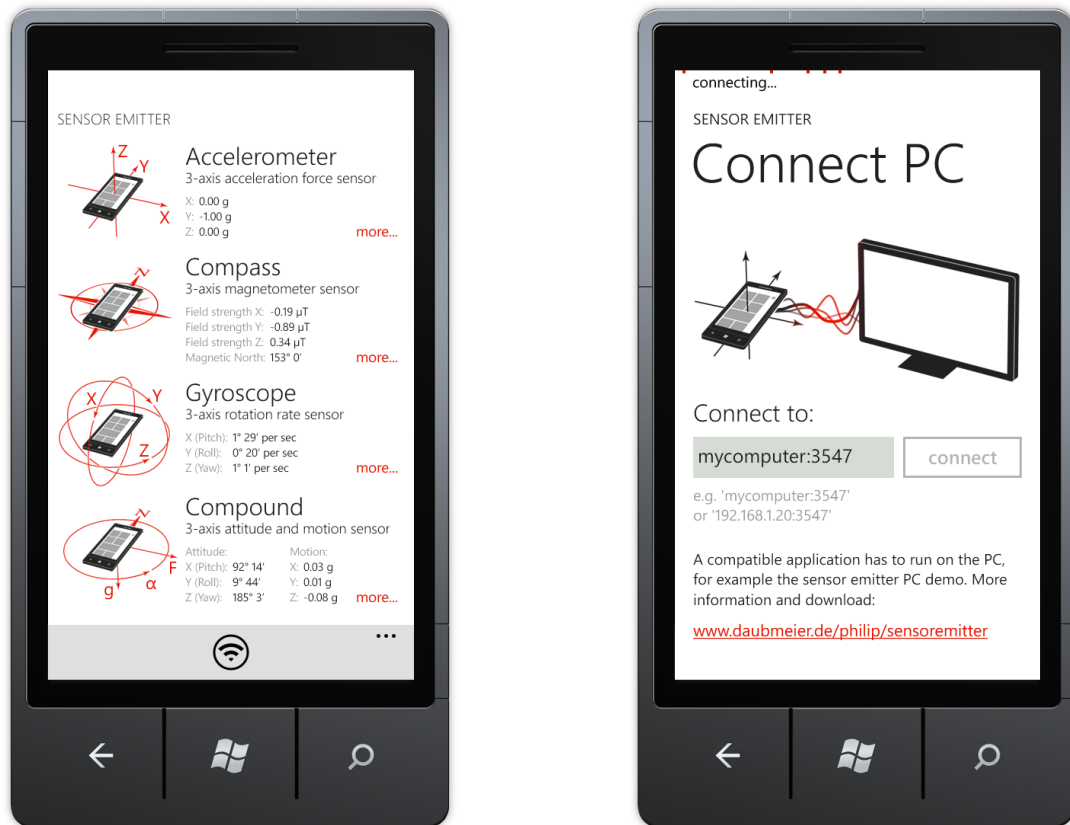 SENSOR EMITTER
Z
Y
X
Accelerometer
3-axis acceleration force sensor
X: 0.00 g
Y: -1.00 g
Z: 0.00 g more...
N
Compass
3-axis magnetometer sensor
Field strength X: -0.19 µT
Field strength Y: -0.89 µT
Field strength Z: 0.34 µT
Magnetic North: 153° 0' more...
X
Y
Z
Gyroscope
3-axis rotation rate sensor
X (Pitch): 1° 29' per sec
Y (Roll): 0° 20' per sec
Z (Yaw): 1° 1' per sec more...
N
F
g
α
Compound
3-axis attitude and motion sensor
Attitude: Motion:
X (Pitch): 92° 14' X: 0.03 g
Y (Roll): 9° 44' Y: 0.01 g
Z (Yaw): 185° 3' Z: -0.08 g more...
connecting...
SENSOR EMITTER
Connect PC
Connect to:
mycomputer:3547 connect
e.g. 'mycomputer:3547'
or '192.168.1.20:3547'
A compatible application has to run on the PC,
for example the sensor emitter PC demo. More
information and download:
www.daubmeier.de/philip/sensoremitter